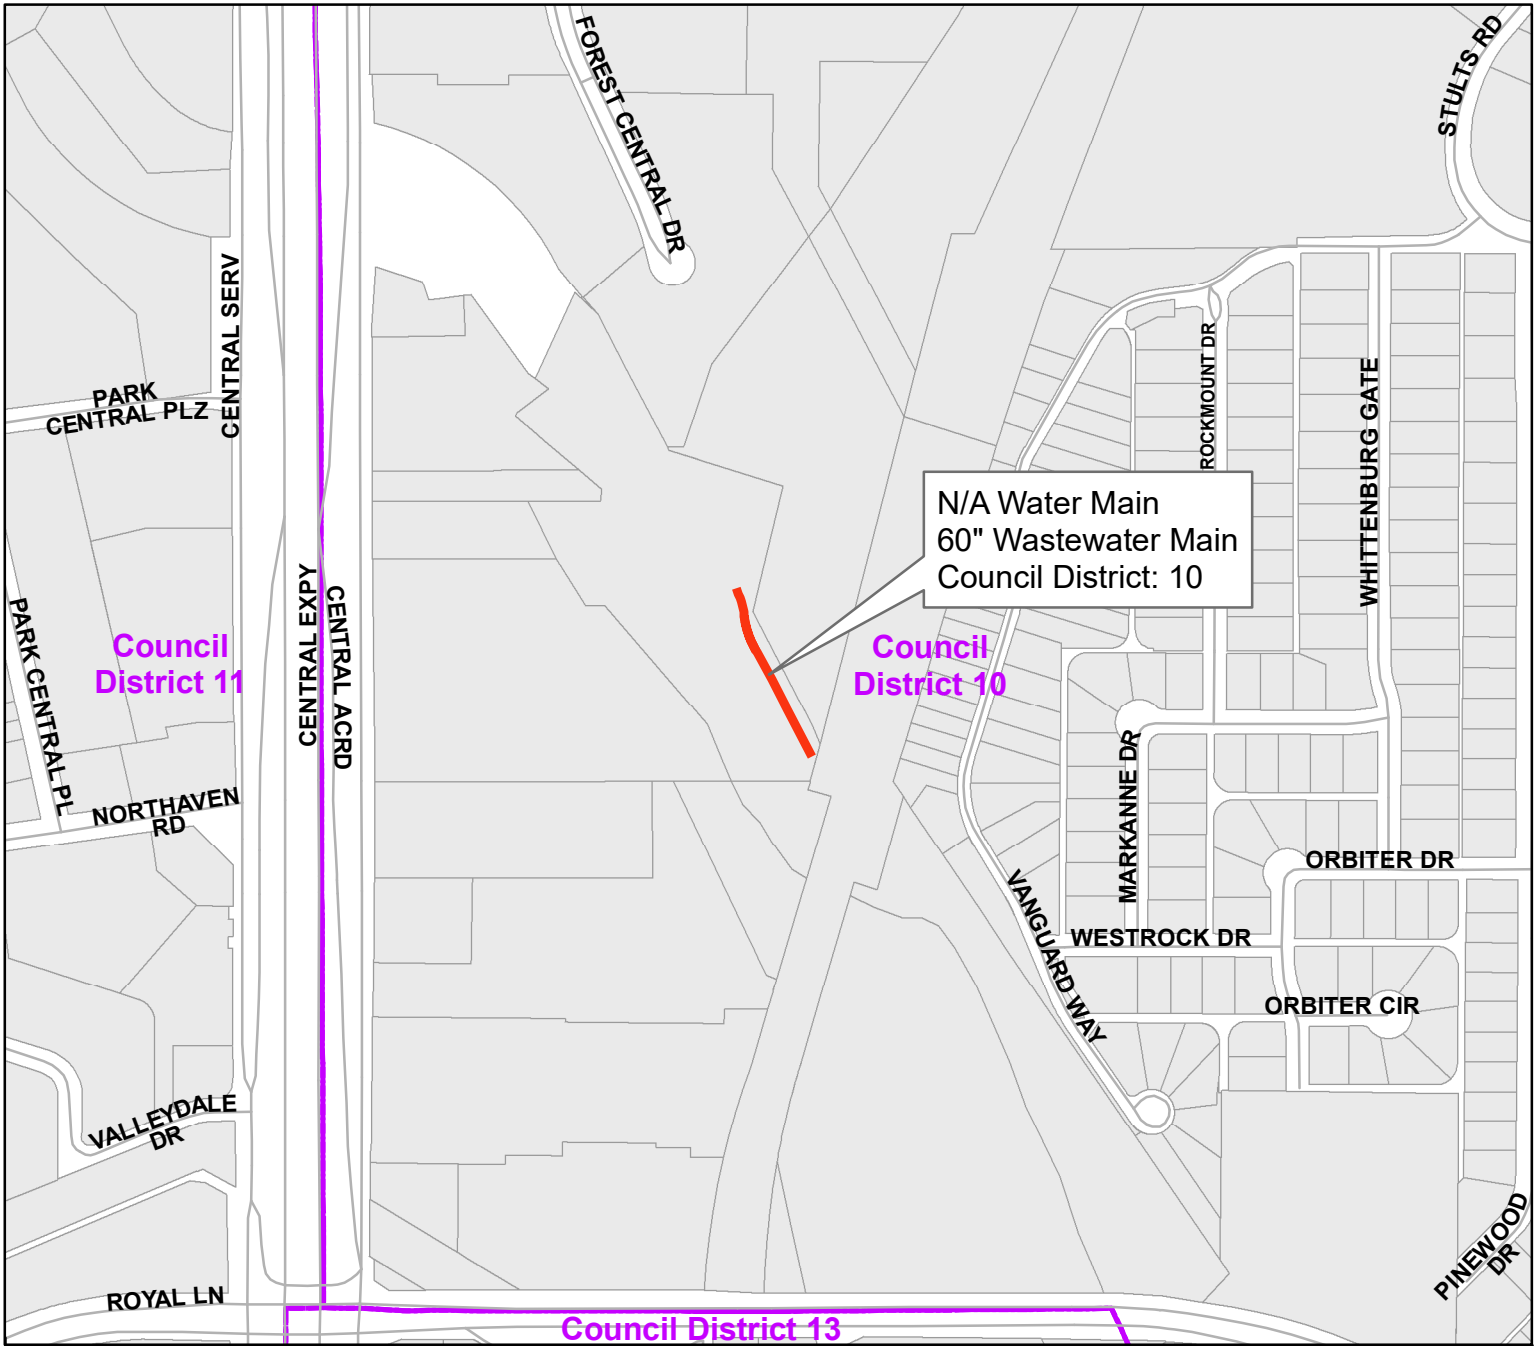 FOREST CENTRAL DR
STULTS RD
CENTRAL SERV
PARK
CENTRAL PLZ
ROCKMOUNT DR
WHITTENBURG GATE
N/A Water Main
60" Wastewater Main
Council District: 10
CENTRAL EXPY
CENTRAL ACRD
PARK CENTRAL PL
Council
District 11
Council
District 10
MARKANNE DR
NORTHAVEN
RD
ORBITER DR
VANGUARD WAY
WESTROCK DR
ORBITER CIR
VALLEYDALE
DR
PINEWOOD
DR
ROYAL LN
Council District 13